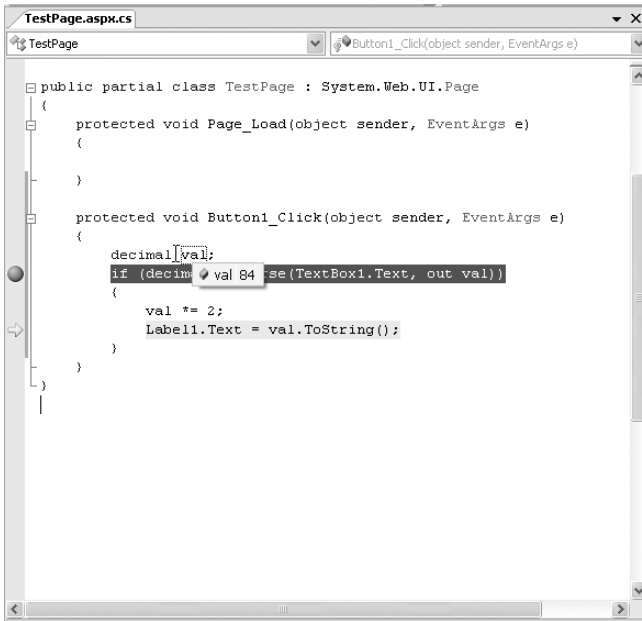 TestPage.aspx.cs
TestPage Button1_Click(object sender, EventArgs e)
public partial class TestPage : System.Web.UI.Page
{
protected void Page_Load(object sender, EventArgs e)
{
}
protected void Button1_Click(object sender, EventArgs e)
{
decimal val;
if (decim val 84 rse(TextBox1.Text, out val))
{
val *= 2;
Label1.Text = val.ToString();
}
}
}